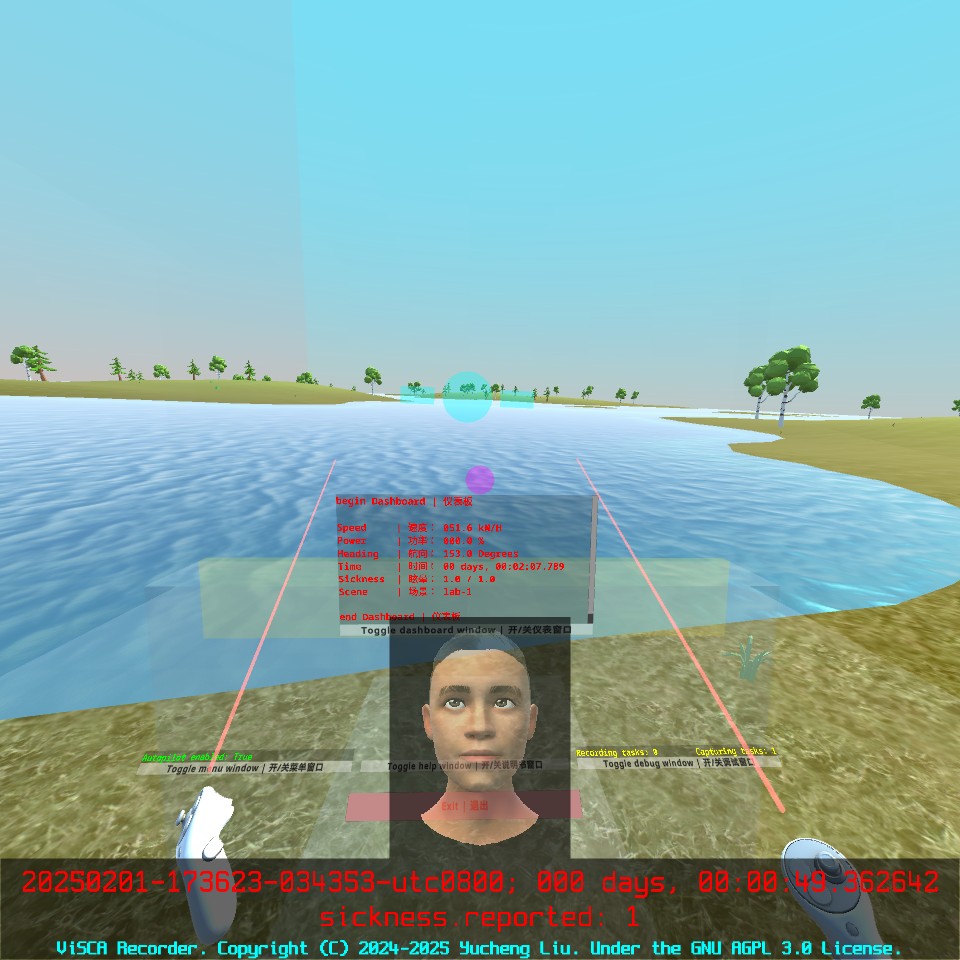 begin Dashboard | 仪表板
Speed | 速度： 051.6 kM/H
Power | 功率： 000.0 %
Heading | 航向： 153.0 Degrees
Time | 时间： 00 days, 00:02:07.789
Sickness | 眩晕： 1.0 / 1.0
Scene | 场景： lab-1
end Dashboard | 仪表板
Toggle dashboard window | 开/关仪表窗口
Autopilot enabled: True
Toggle menu window | 开/关菜单窗口
Toggle help window | 开/关说明书窗口
Recording tasks: 0 Capturing tasks: 1
Toggle debug window | 开/关调试窗口
Exit | 退出
20250201-173623-034353-utc0800; 000 days, 00:00:49.362642
sickness.reported: 1
ViSCA Recorder. Copyright (C) 2024-2025 Yucheng Liu. Under the GNU AGPL 3.0 License.